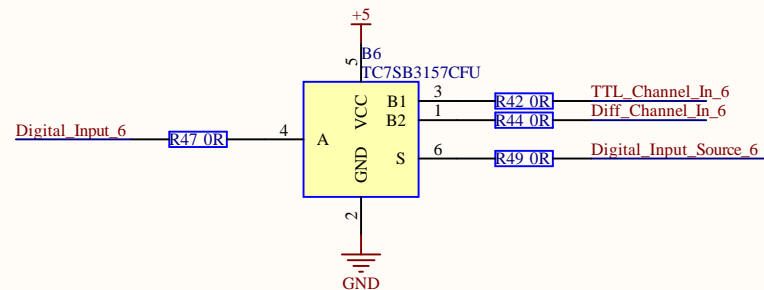 +5
B6
TC7SB3157CFU
5
VCC
3
B1
R42 0R
TTL_Channel_In_6
1
B2
R44 0R
Diff_Channel_In_6
Digital_Input_6
R47 0R
4
A
GND
S
6
R49 0R
Digital_Input_Source_6
2
GND